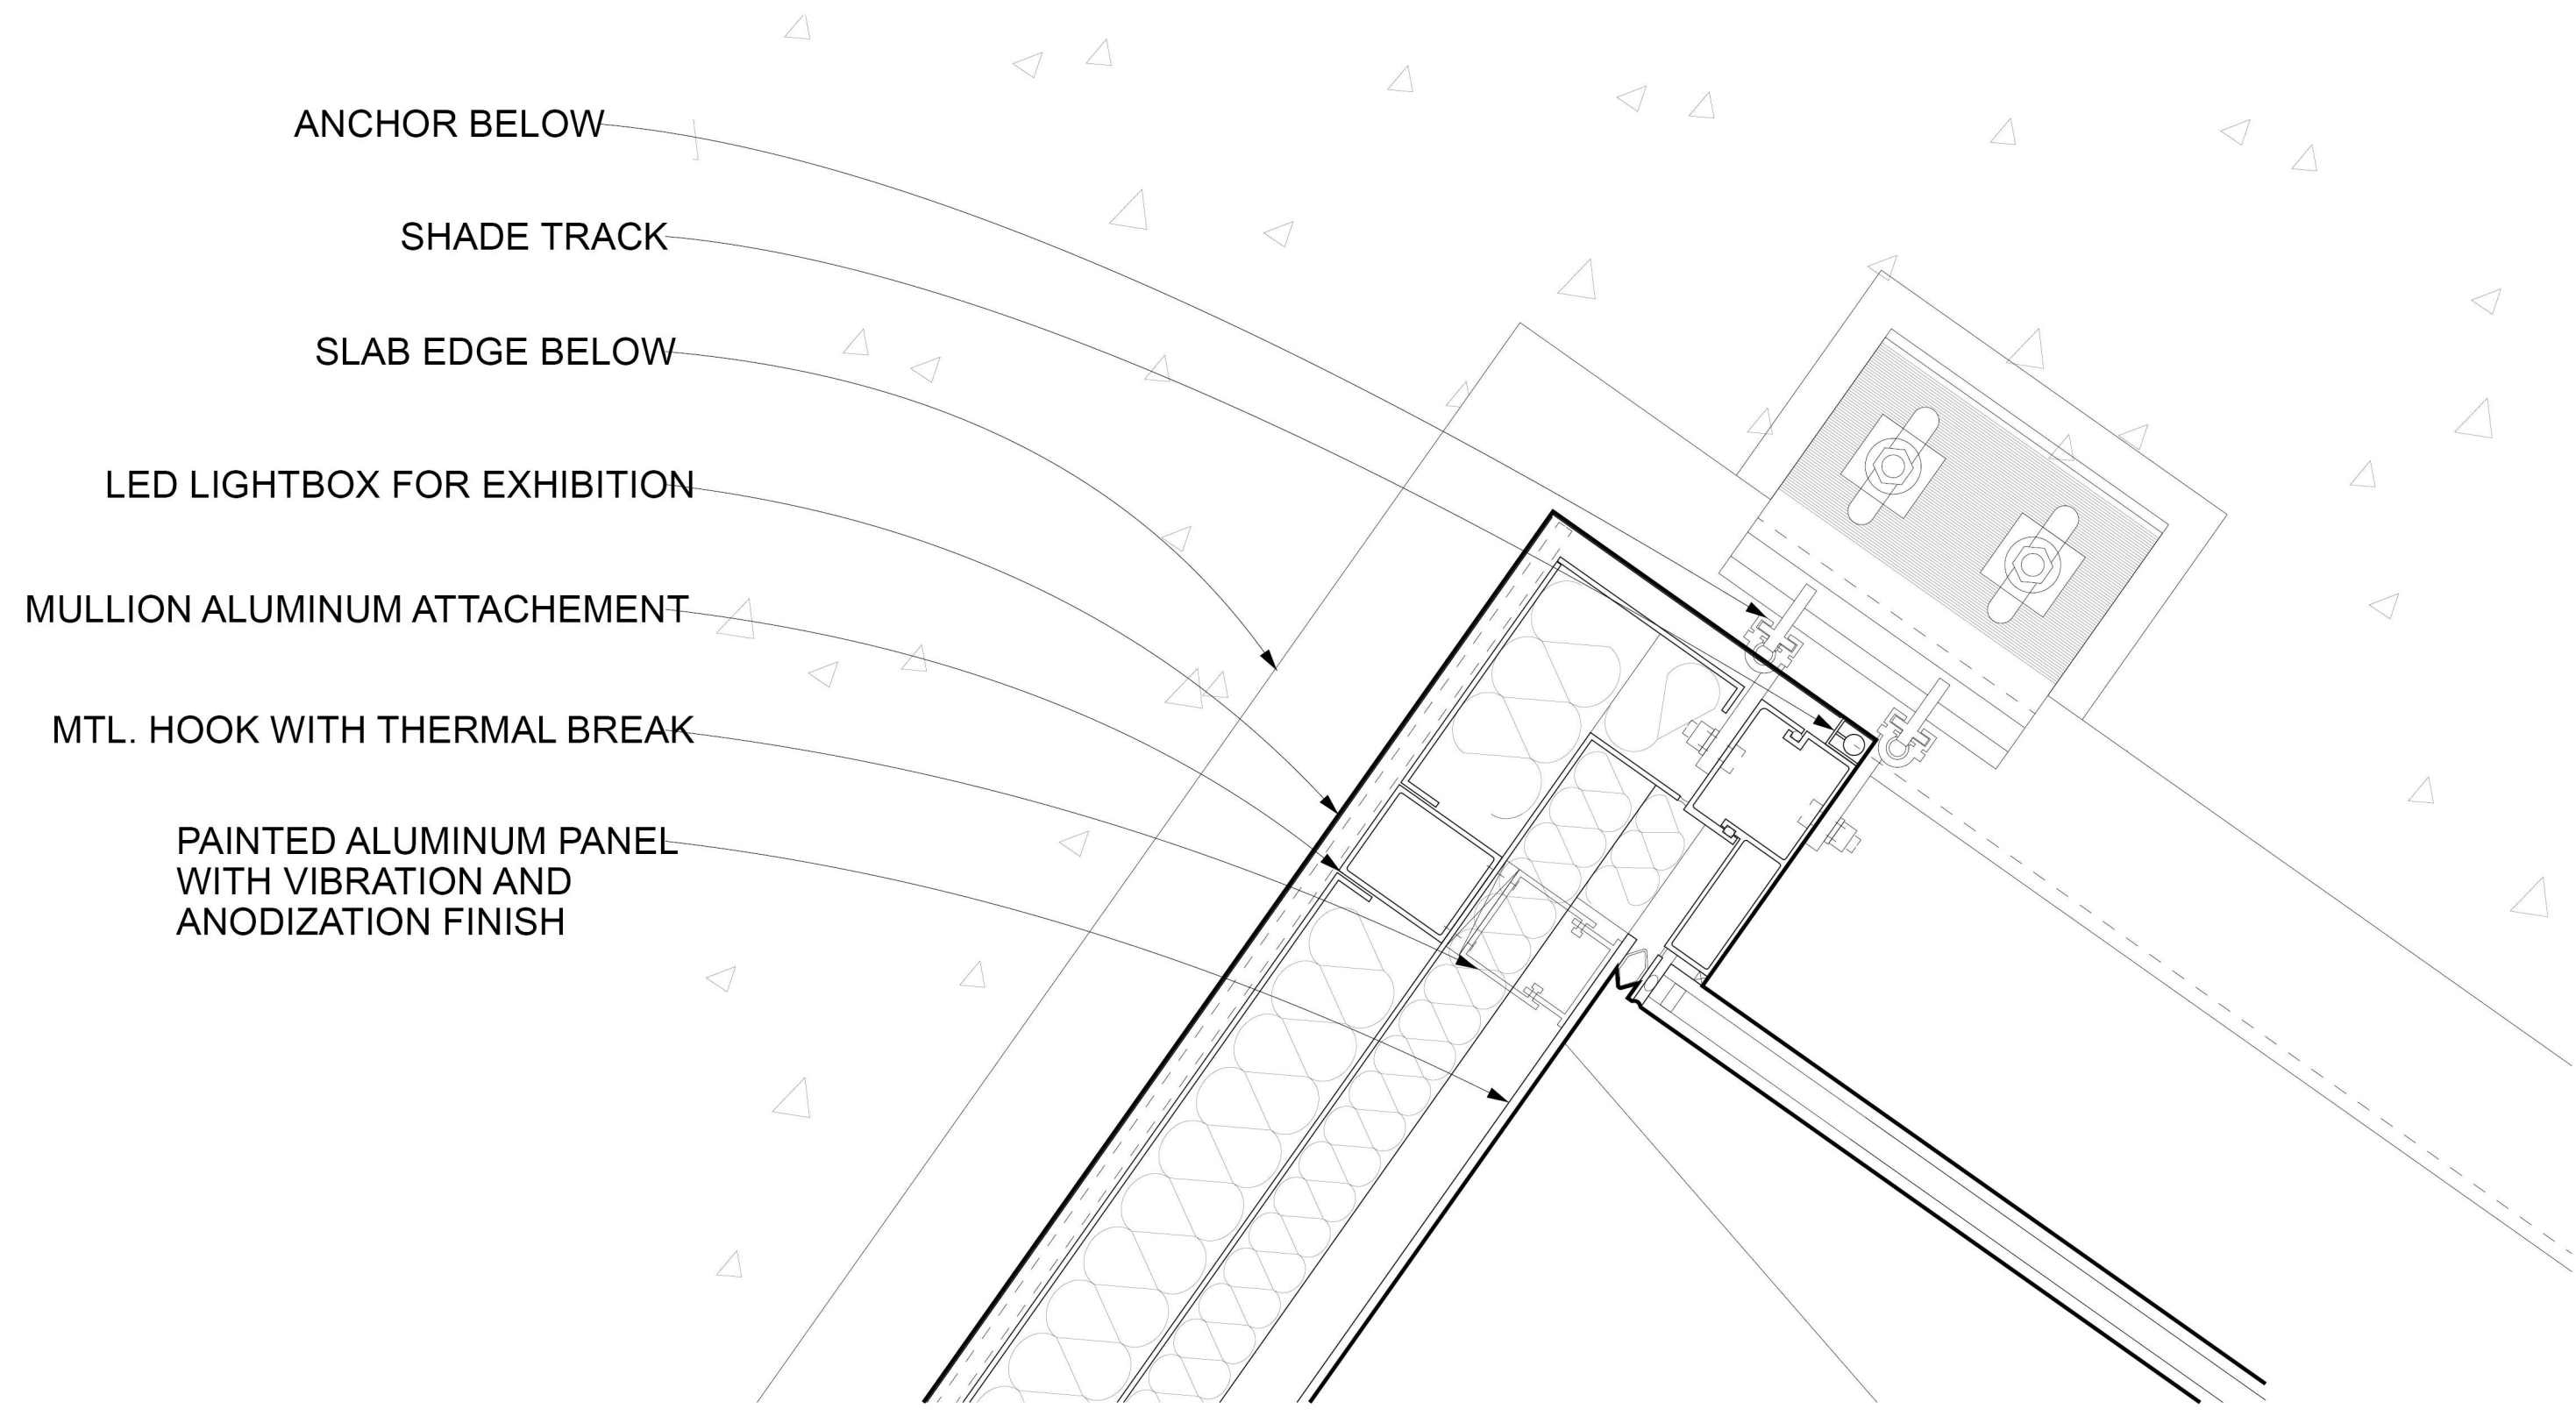 ANCHOR BELOW
SHADE TRACK
SLAB EDGE BELOW
LED LIGHTBOX FOR EXHIBITION
MULLION ALUMINUM ATTACHEMENT
MTL. HOOK WITH THERMAL BREAK
PAINTED ALUMINUM PANEL
WITH VIBRATION AND
ANODIZATION FINISH